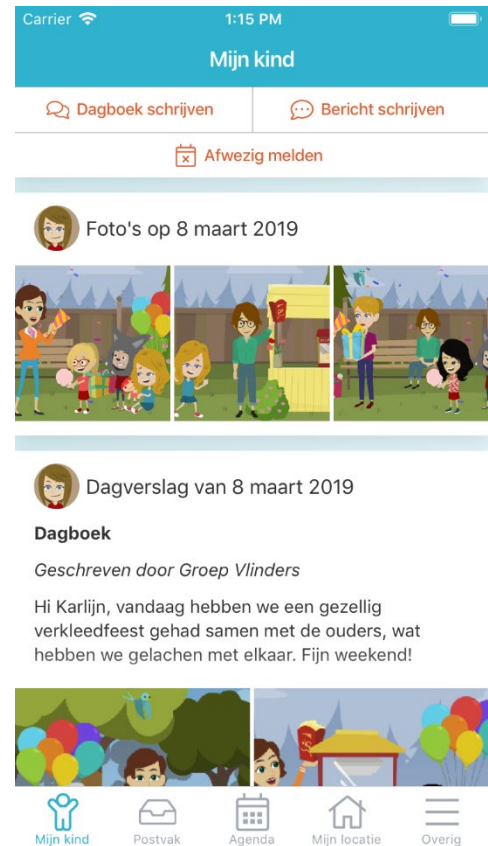 Carrier 1:15 PM
Mijn kind
Dagboek schrijven
Bericht schrijven
Afwezig melden
Foto's op 8 maart 2019
Dagverslag van 8 maart 2019
Dagboek
Geschreven door Groep Vlinders
Hi Karlijn, vandaag hebben we een gezellig
verkleedfeest gehad samen met de ouders, wat
hebben we gelachen met elkaar. Fijn weekend!
Mijn kind
Postvak
Agenda
Mijn locatie
Overig